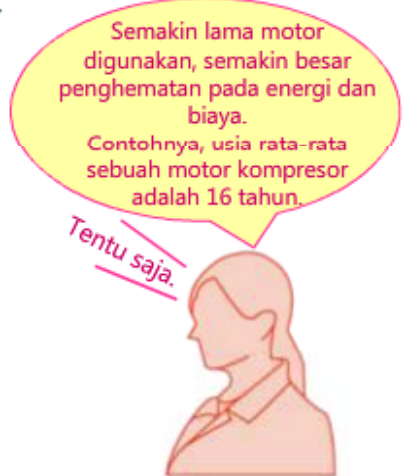 Semakin lama motor
digunakan, semakin besar
penghematan pada energi dan
biaya.
Contohnya, usia rata-rata
sebuah motor kompresor
adalah 16 tahun.
Tentu saja.